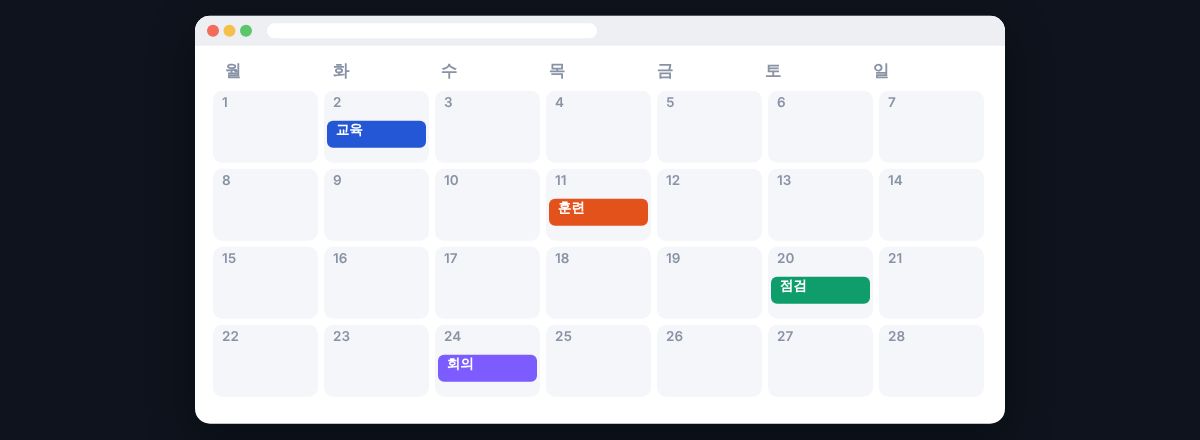 월 화 수 목 금 토 일
1 2 3 4 5 6 7
교육
8 9 10 11 12 13 14
훈련
15 16 17 18 19 20 21
점검
22 23 24 25 26 27 28
회의